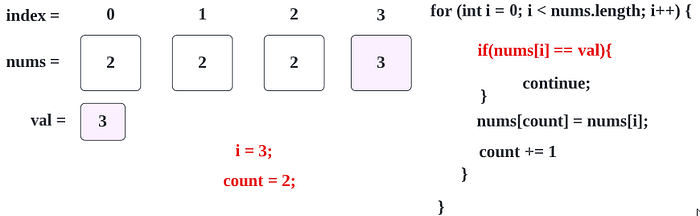 index = 0 1 2 3
nums = 2 2 2 3
val = 3
i = 3;
count = 2;
for (int i = 0; i < nums.length; i++) {
if(nums[i] == val){
continue;
}
nums[count] = nums[i];
count += 1
}
}